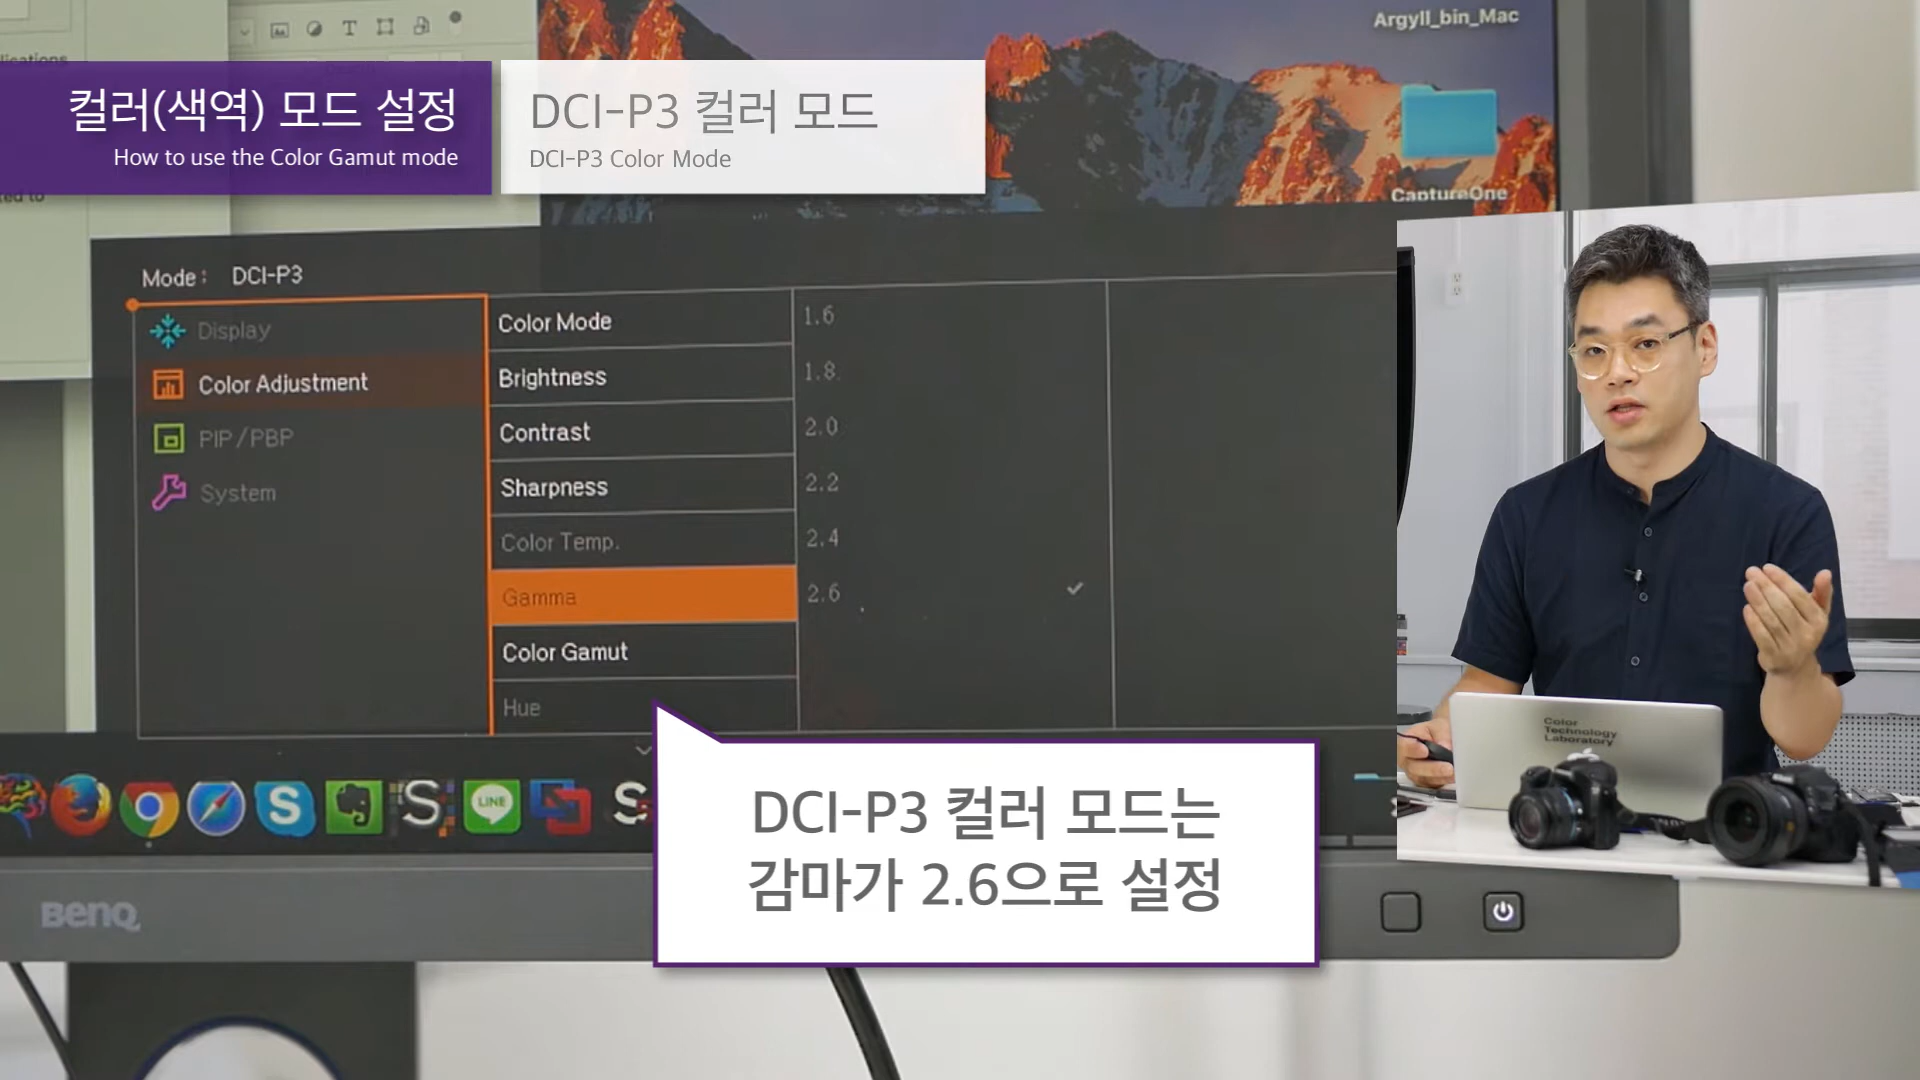 Argyll_bin_Mac
컬러(색역) 모드 설정
How to use the Color Gamut mode
DCI-P3 컬러 모드
DCI-P3 Color Mode
CaptureOne
Mode : DCI-P3
Display
Color Adjustment
PIP/PBP
System
Color Mode
Brightness
Contrast
Sharpness
Color Temp.
Gamma
Color Gamut
Hue
1.6
1.8
2.0
2.2
2.4
2.6
Color
Technology
Laboratory
LINE
DCI-P3 컬러 모드는
감마가 2.6으로 설정
BenQ